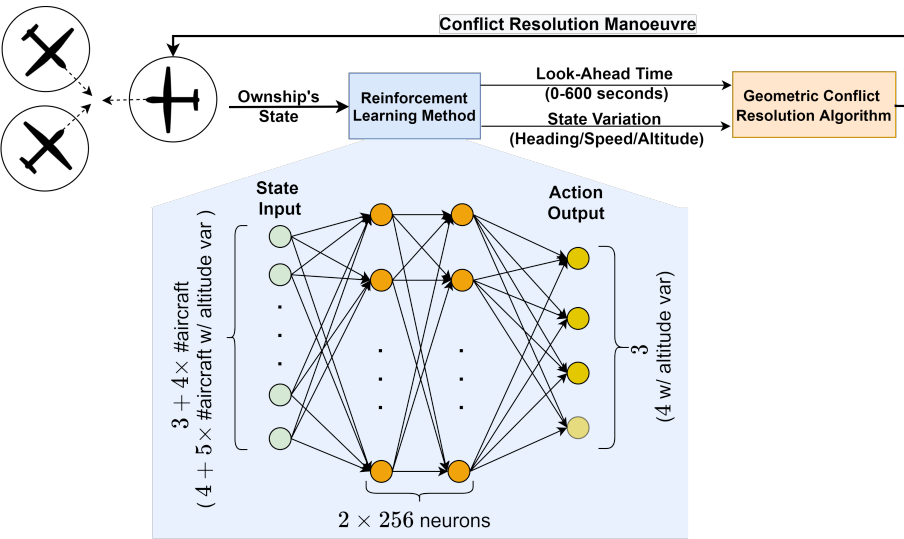 Conflict Resolution Manoeuvre
Ownship's
State
Reinforcement
Learning Method
Look-Ahead Time
(0-600 seconds)
State Variation
(Heading/Speed/Altitude)
Geometric Conflict
Resolution Algorithm
State
Input
Action
Output
3 + 4× #aircraft
( 4 + 5× #aircraft w/ altitude var )
3
(4 w/ altitude var)
2 × 256 neurons